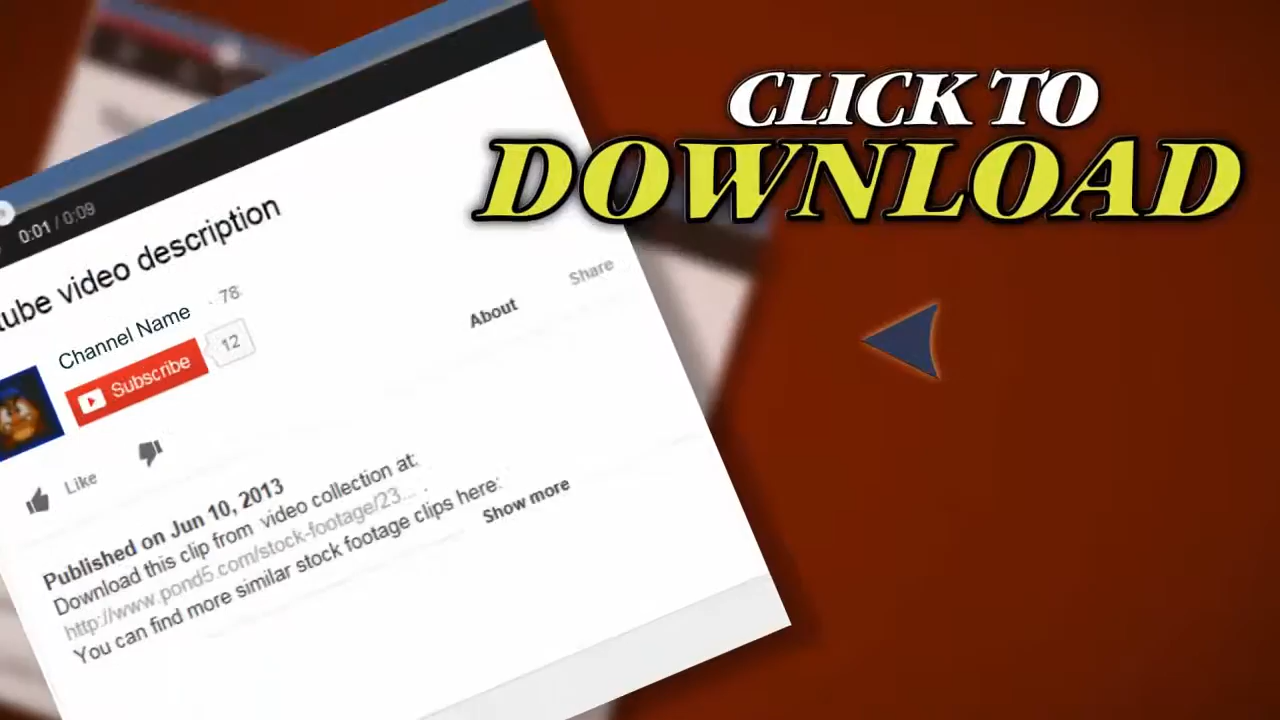 CLICK TO
DOWNLOAD
0:01 / 0:09
tube video description
Channel Name
78
Subscribe
12
About
Share
Like
Published on Jun 10, 2013
Download this clip from video collection at:
http://www.pond5.com/stock-footage/23...
You can find more similar stock footage clips here:
Show more